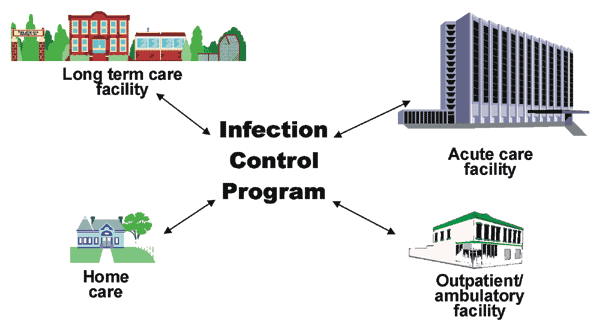 Long term care
facility
Infection
Control
Program
Acute care
facility
Home
care
Outpatient/
ambulatory
facility